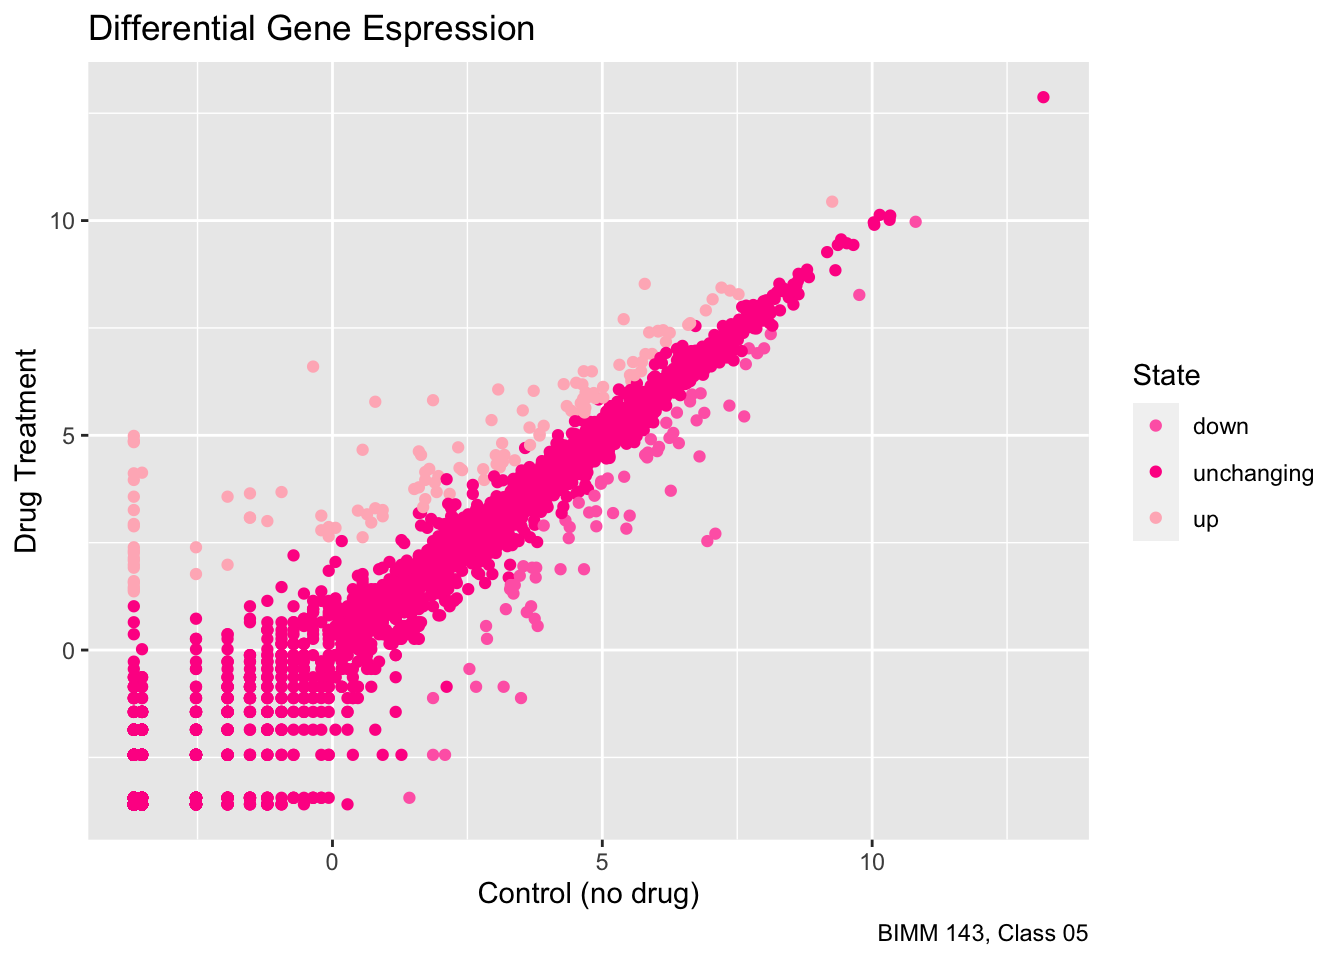 Differential Gene Espression
Drug Treatment
10
5
0
0
5
10
Control (no drug)
State
down
unchanging
up
BIMM 143, Class 05